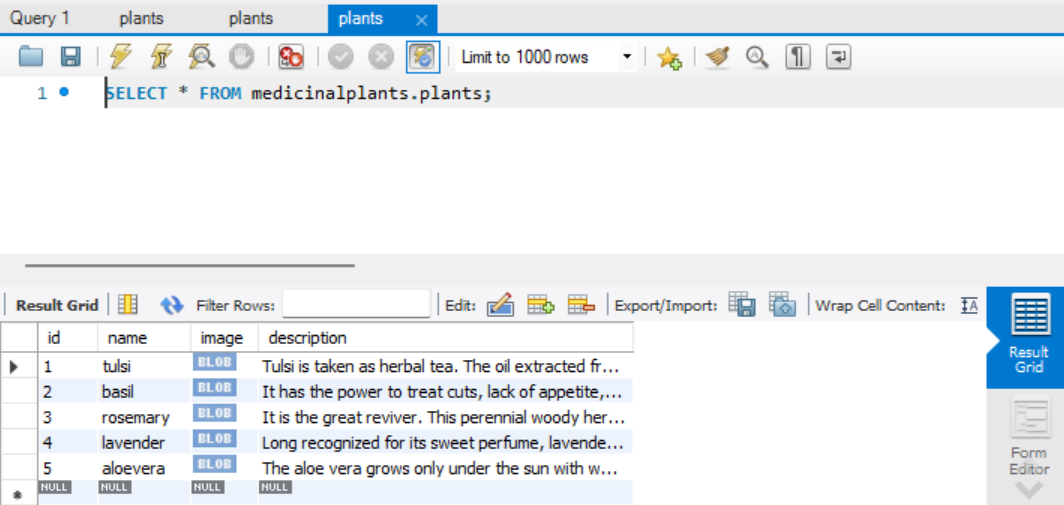 Query 1 plants plants plants
Limit to 1000 rows
1 SELECT * FROM medicinalplants.plants;
Result Grid Filter Rows: Edit: Export/Import: Wrap Cell Content: IA
id name image description
1 tulsi BLOB Tulsi is taken as herbal tea. The oil extracted fr...
2 basil BLOB It has the power to treat cuts, lack of appetite,...
3 rosemary BLOB It is the great reviver. This perennial woody her...
4 lavender BLOB Long recognized for its sweet perfume, lavende...
5 aloevera BLOB The aloe vera grows only under the sun with w...
NULL NULL NULL NULL
Result
Grid
Form
Editor